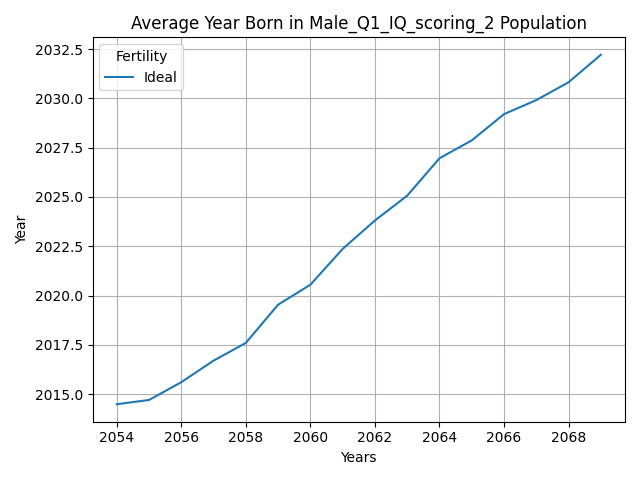 Average Year Born in Male_Q1_IQ_scoring_2 Population
Fertility
Ideal
Year
2032.5
2030.0
2027.5
2025.0
2022.5
2020.0
2017.5
2015.0
2054 2056 2058 2060 2062 2064 2066 2068
Years